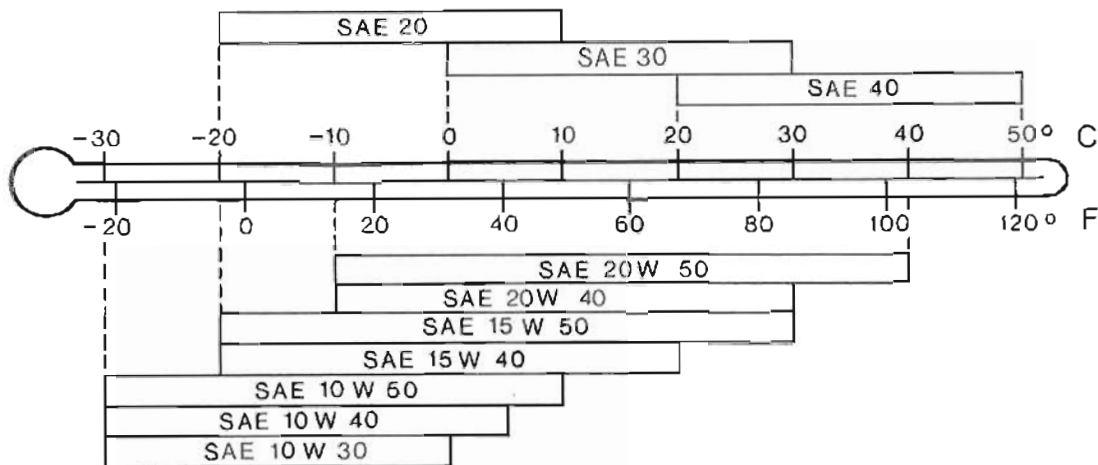 SAE 20
SAE 30
SAE 40
-30 -20 -10 0 10 20 30 40 50° C
-20 0 20 40 60 80 100 120° F
SAE 20W 50
SAE 20W 40
SAE 15 W 50
SAE 15 W 40
SAE 10 W 50
SAE 10 W 40
SAE 10 W 30